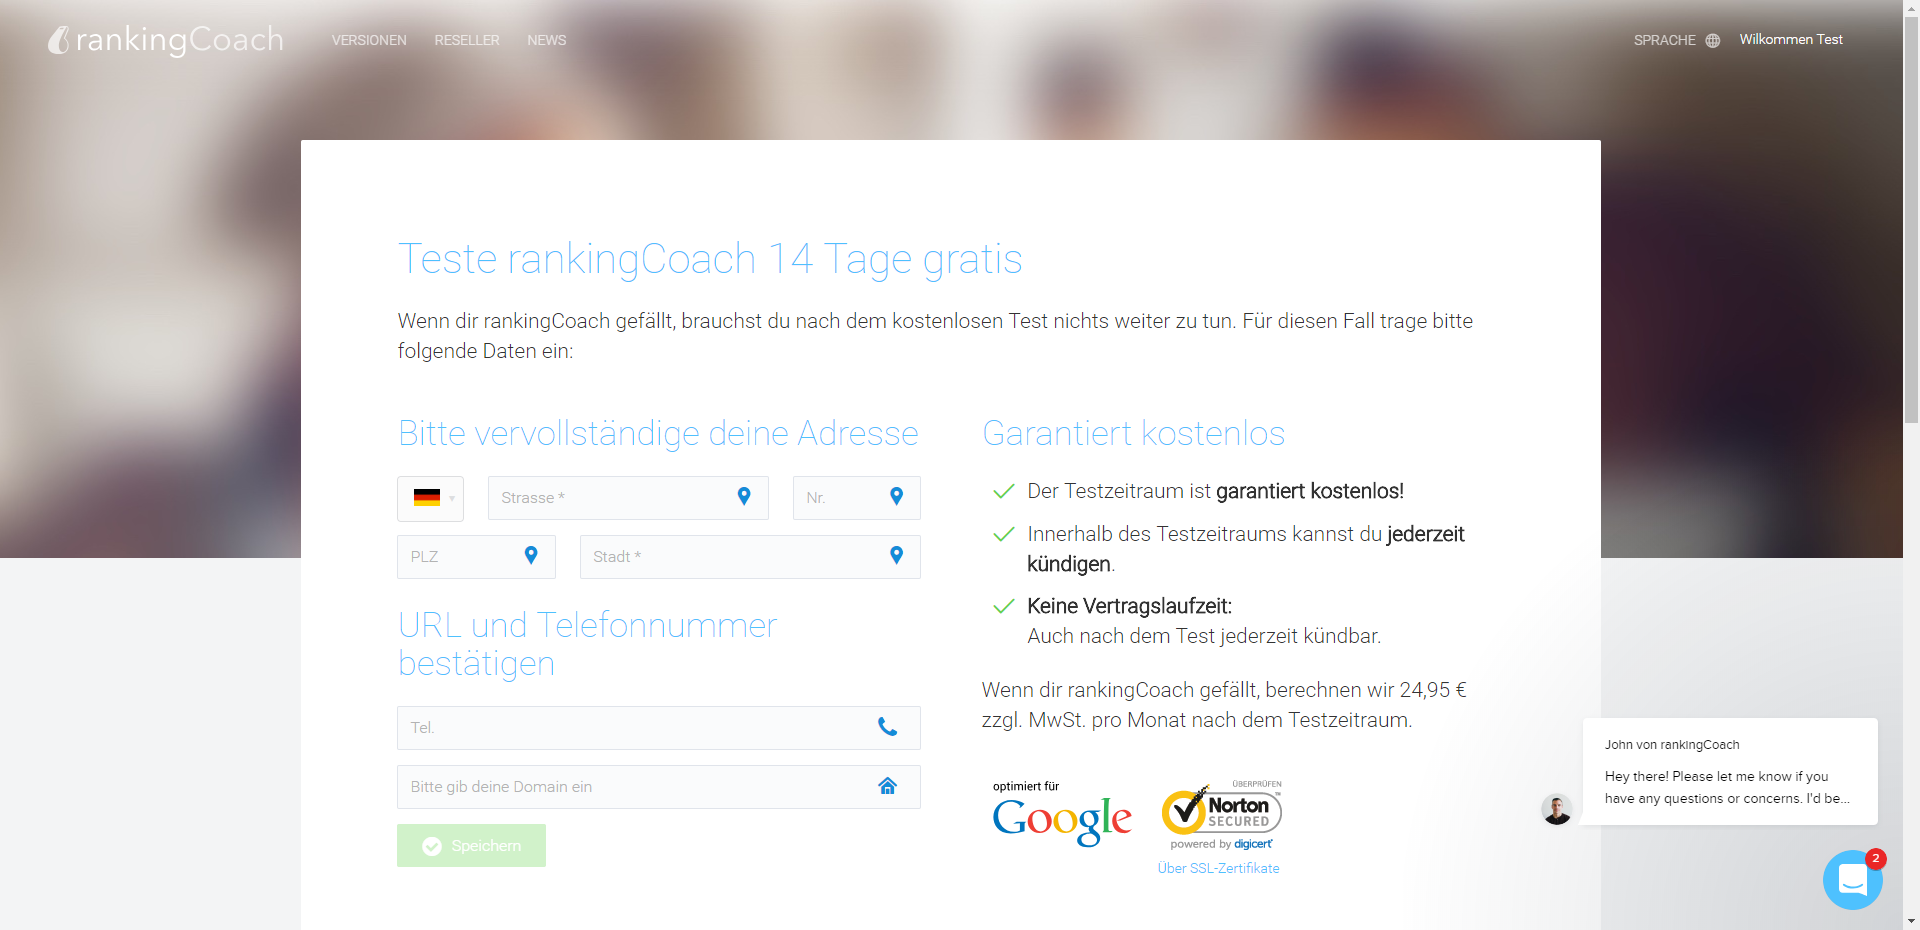 rankingCoach
VERSIONEN
RESELLER
NEWS
SPRACHE
Wilkommen Test
Teste rankingCoach 14 Tage gratis
Wenn dir rankingCoach gefällt, brauchst du nach dem kostenlosen Test nichts weiter zu tun. Für diesen Fall trage bitte
folgende Daten ein:
Bitte vervollständige deine Adresse
Strasse *
Nr.
PLZ
Stadt *
URL und Telefonnummer
bestätigen
Tel.
Bitte gib deine Domain ein
Speichern
Garantiert kostenlos
Der Testzeitraum ist garantiert kostenlos!
Innerhalb des Testzeitraums kannst du jederzeit
kündigen.
Keine Vertragslaufzeit:
Auch nach dem Test jederzeit kündbar.
Wenn dir rankingCoach gefällt, berechnen wir 24,95 €
zzgl. MwSt. pro Monat nach dem Testzeitraum.
optimiert für
Google
ÜBERPRÜFEN
Norton
SECURED
powered by digicert
Über SSL-Zertifikate
John von rankingCoach
Hey there! Please let me know if you
have any questions or concerns. I'd be...
2